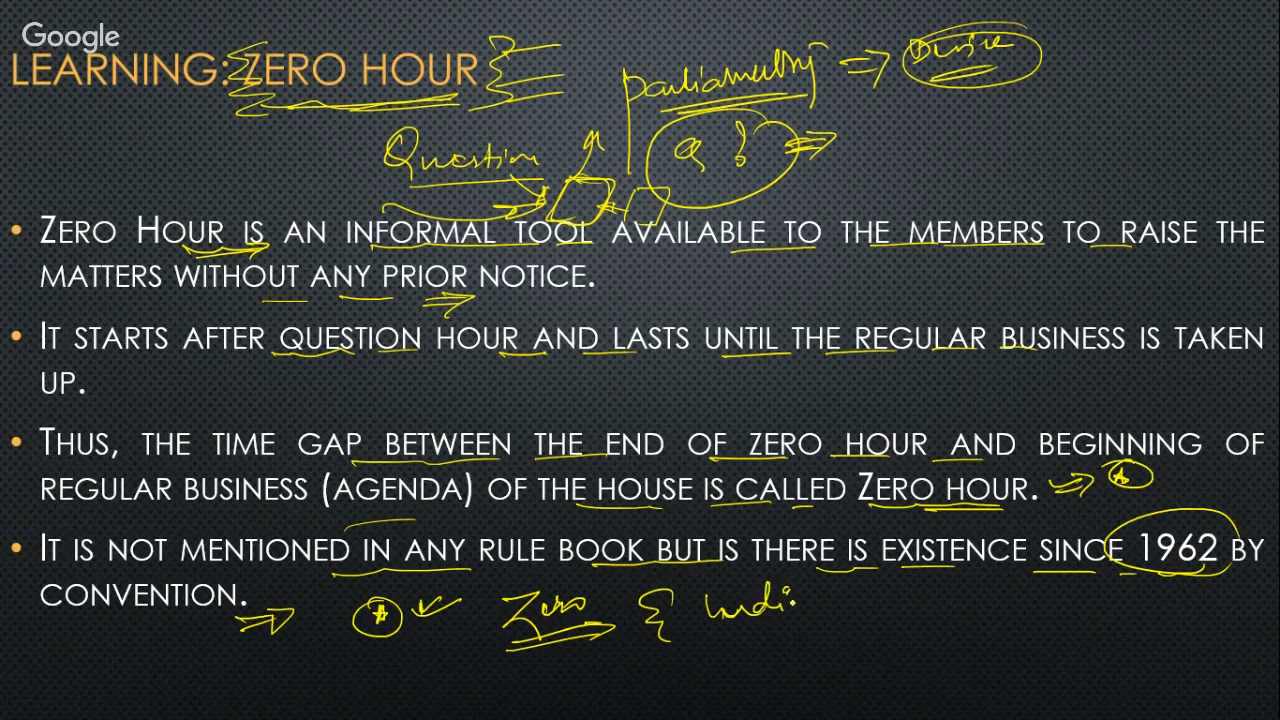 Google
LEARNING: ZERO HOUR
parliamentry
Device
Question
Q ?
• ZERO HOUR IS AN INFORMAL TOOL AVAILABLE TO THE MEMBERS TO RAISE THE
MATTERS WITHOUT ANY PRIOR NOTICE.
• IT STARTS AFTER QUESTION HOUR AND LASTS UNTIL THE REGULAR BUSINESS IS TAKEN
UP.
• THUS, THE TIME GAP BETWEEN THE END OF ZERO HOUR AND BEGINNING OF
REGULAR BUSINESS (AGENDA) OF THE HOUSE IS CALLED ZERO HOUR.
• IT IS NOT MENTIONED IN ANY RULE BOOK BUT IS THERE IS EXISTENCE SINCE 1962 BY
CONVENTION.
Zero { Indi